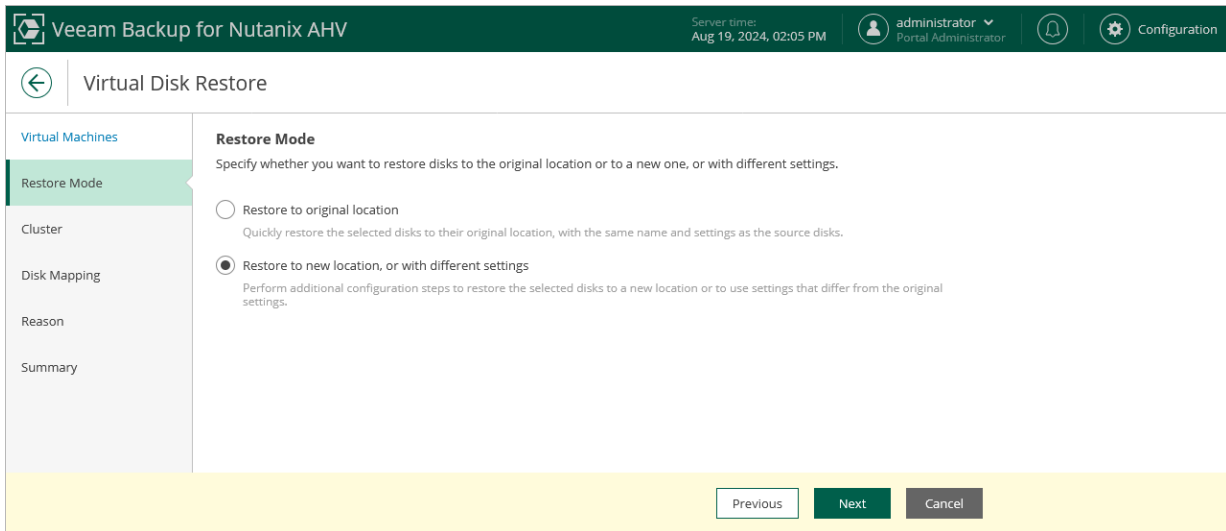 Veeam Backup for Nutanix AHV
Server time:
Aug 19, 2024, 02:05 PM
administrator
Portal Administrator
Configuration
Virtual Disk Restore
Virtual Machines
Restore Mode
Cluster
Disk Mapping
Reason
Summary
Restore Mode
Specify whether you want to restore disks to the original location or to a new one, or with different settings.
Restore to original location
Quickly restore the selected disks to their original location, with the same name and settings as the source disks.
Restore to new location, or with different settings
Perform additional configuration steps to restore the selected disks to a new location or to use settings that differ from the original
settings.
Previous
Next
Cancel